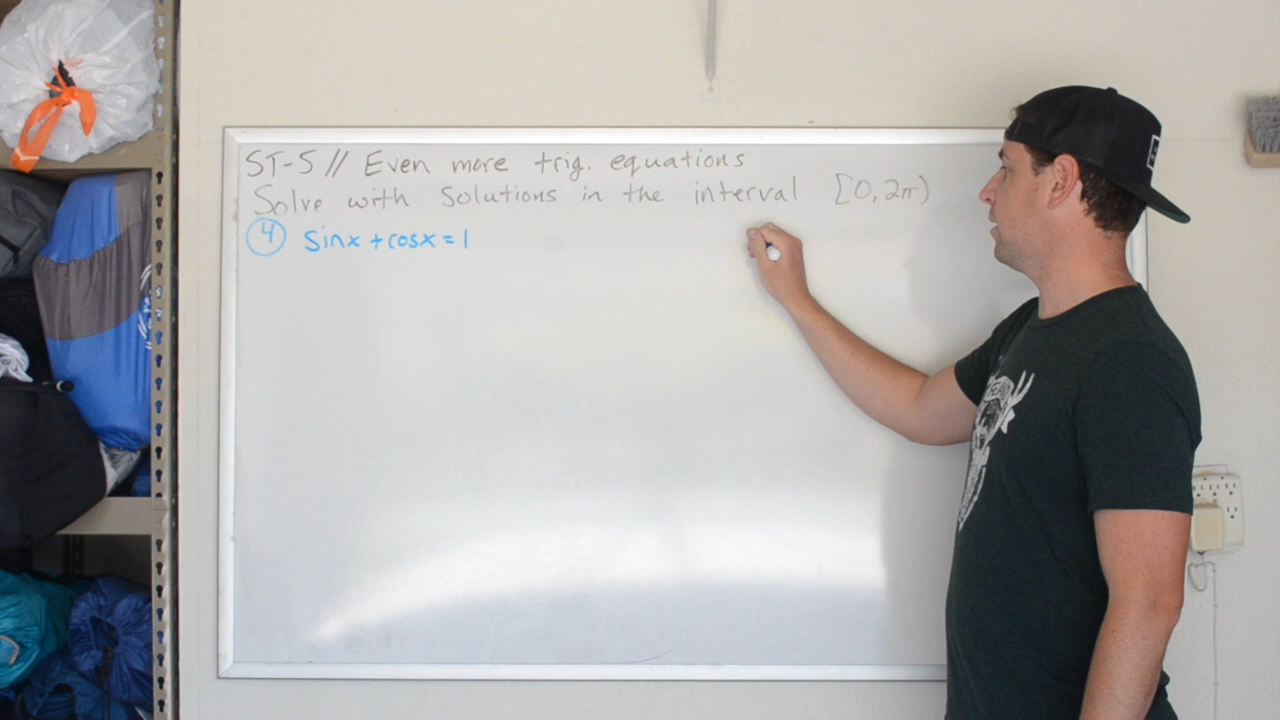 ST-5 // Even more trig. equations
Solve with Solutions in the interval [0, 2π)
④ sinx + cosx = 1